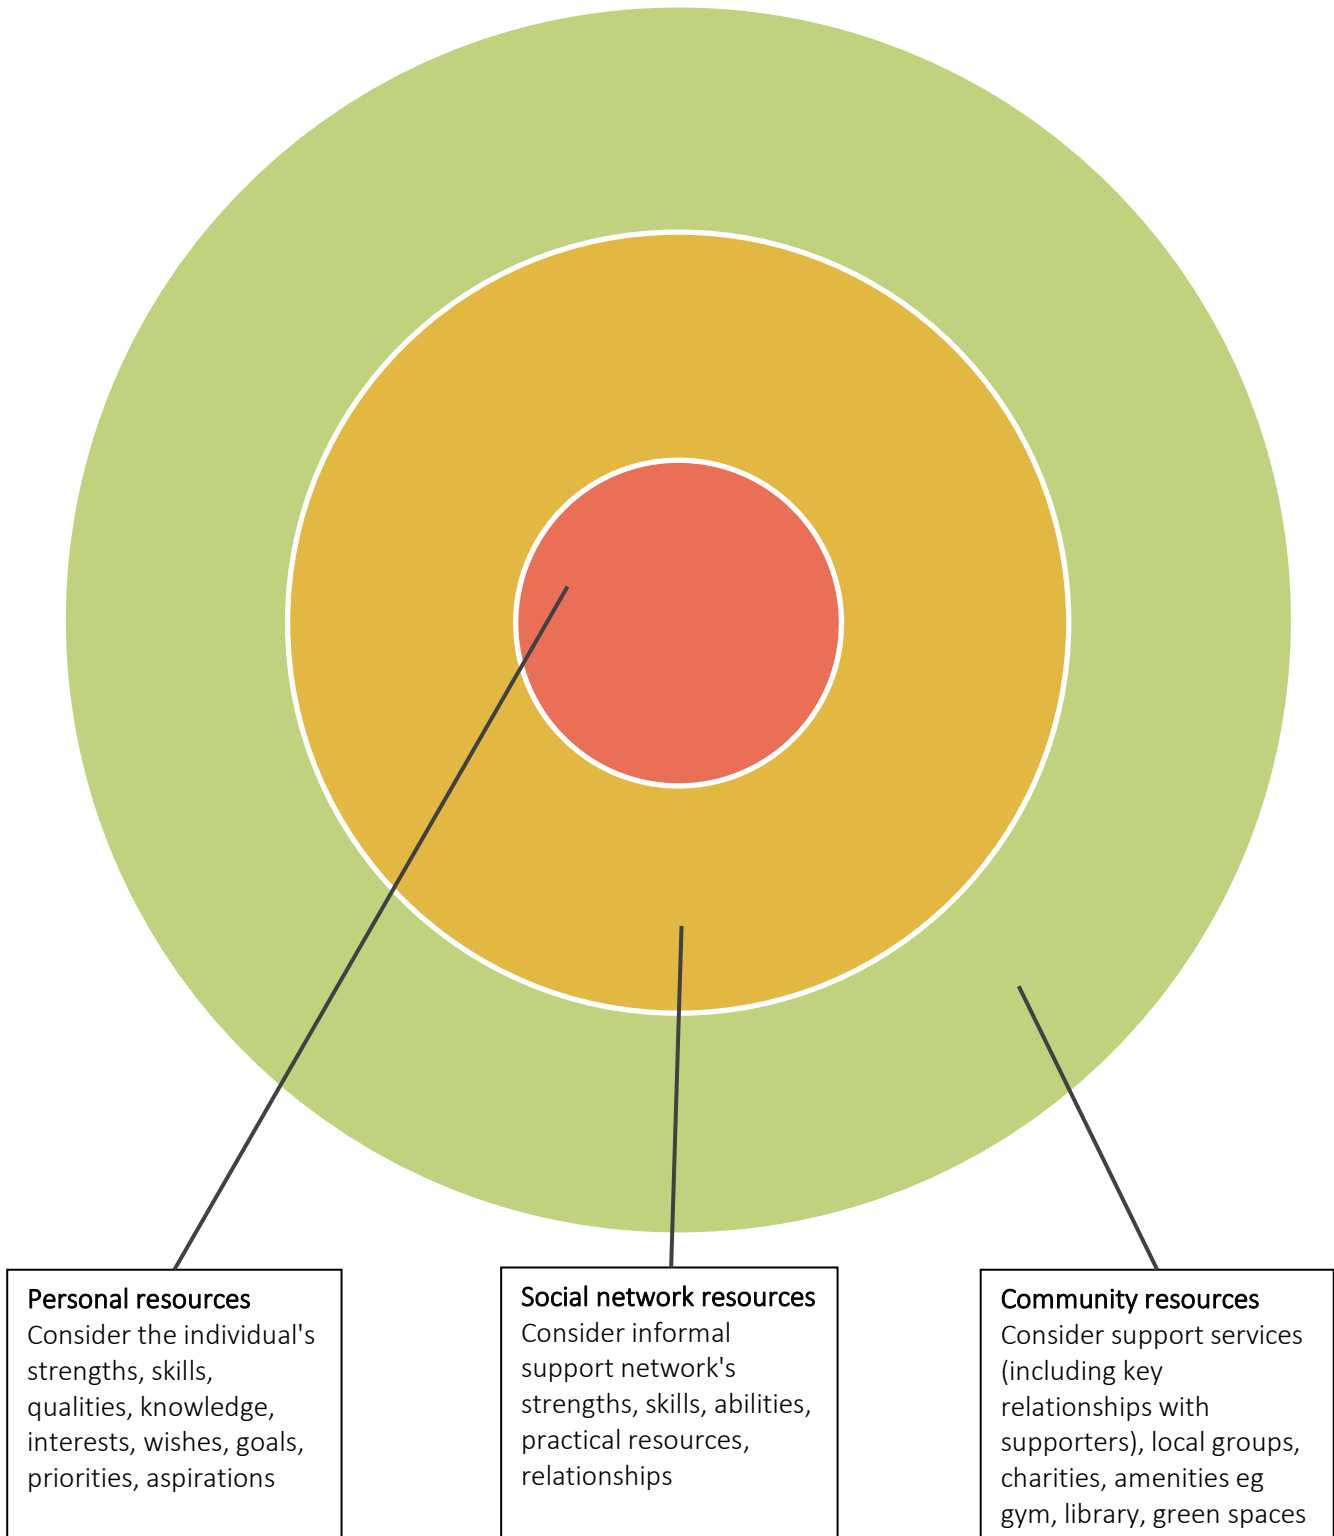 Personal resources
Consider the individual's
strengths, skills,
qualities, knowledge,
interests, wishes, goals,
priorities, aspirations
Social network resources
Consider informal
support network's
strengths, skills, abilities,
practical resources,
relationships
Community resources
Consider support services
(including key
relationships with
supporters), local groups,
charities, amenities eg
gym, library, green spaces